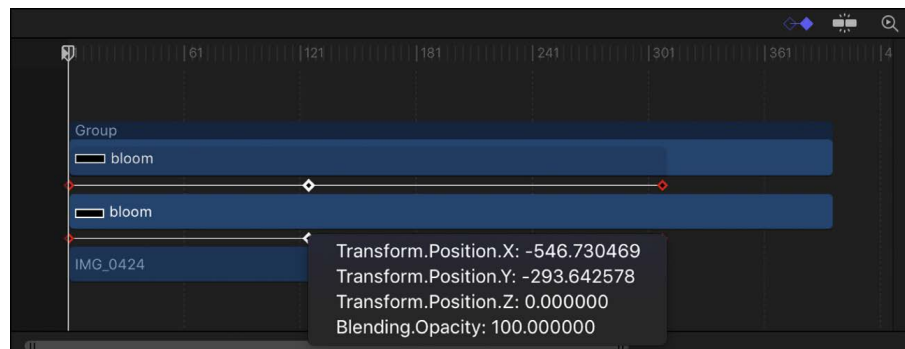 61 121 181 241 301 361 4
Group
bloom
bloom
IMG_0424
Transform.Position.X: -546.730469
Transform.Position.Y: -293.642578
Transform.Position.Z: 0.000000
Blending.Opacity: 100.000000